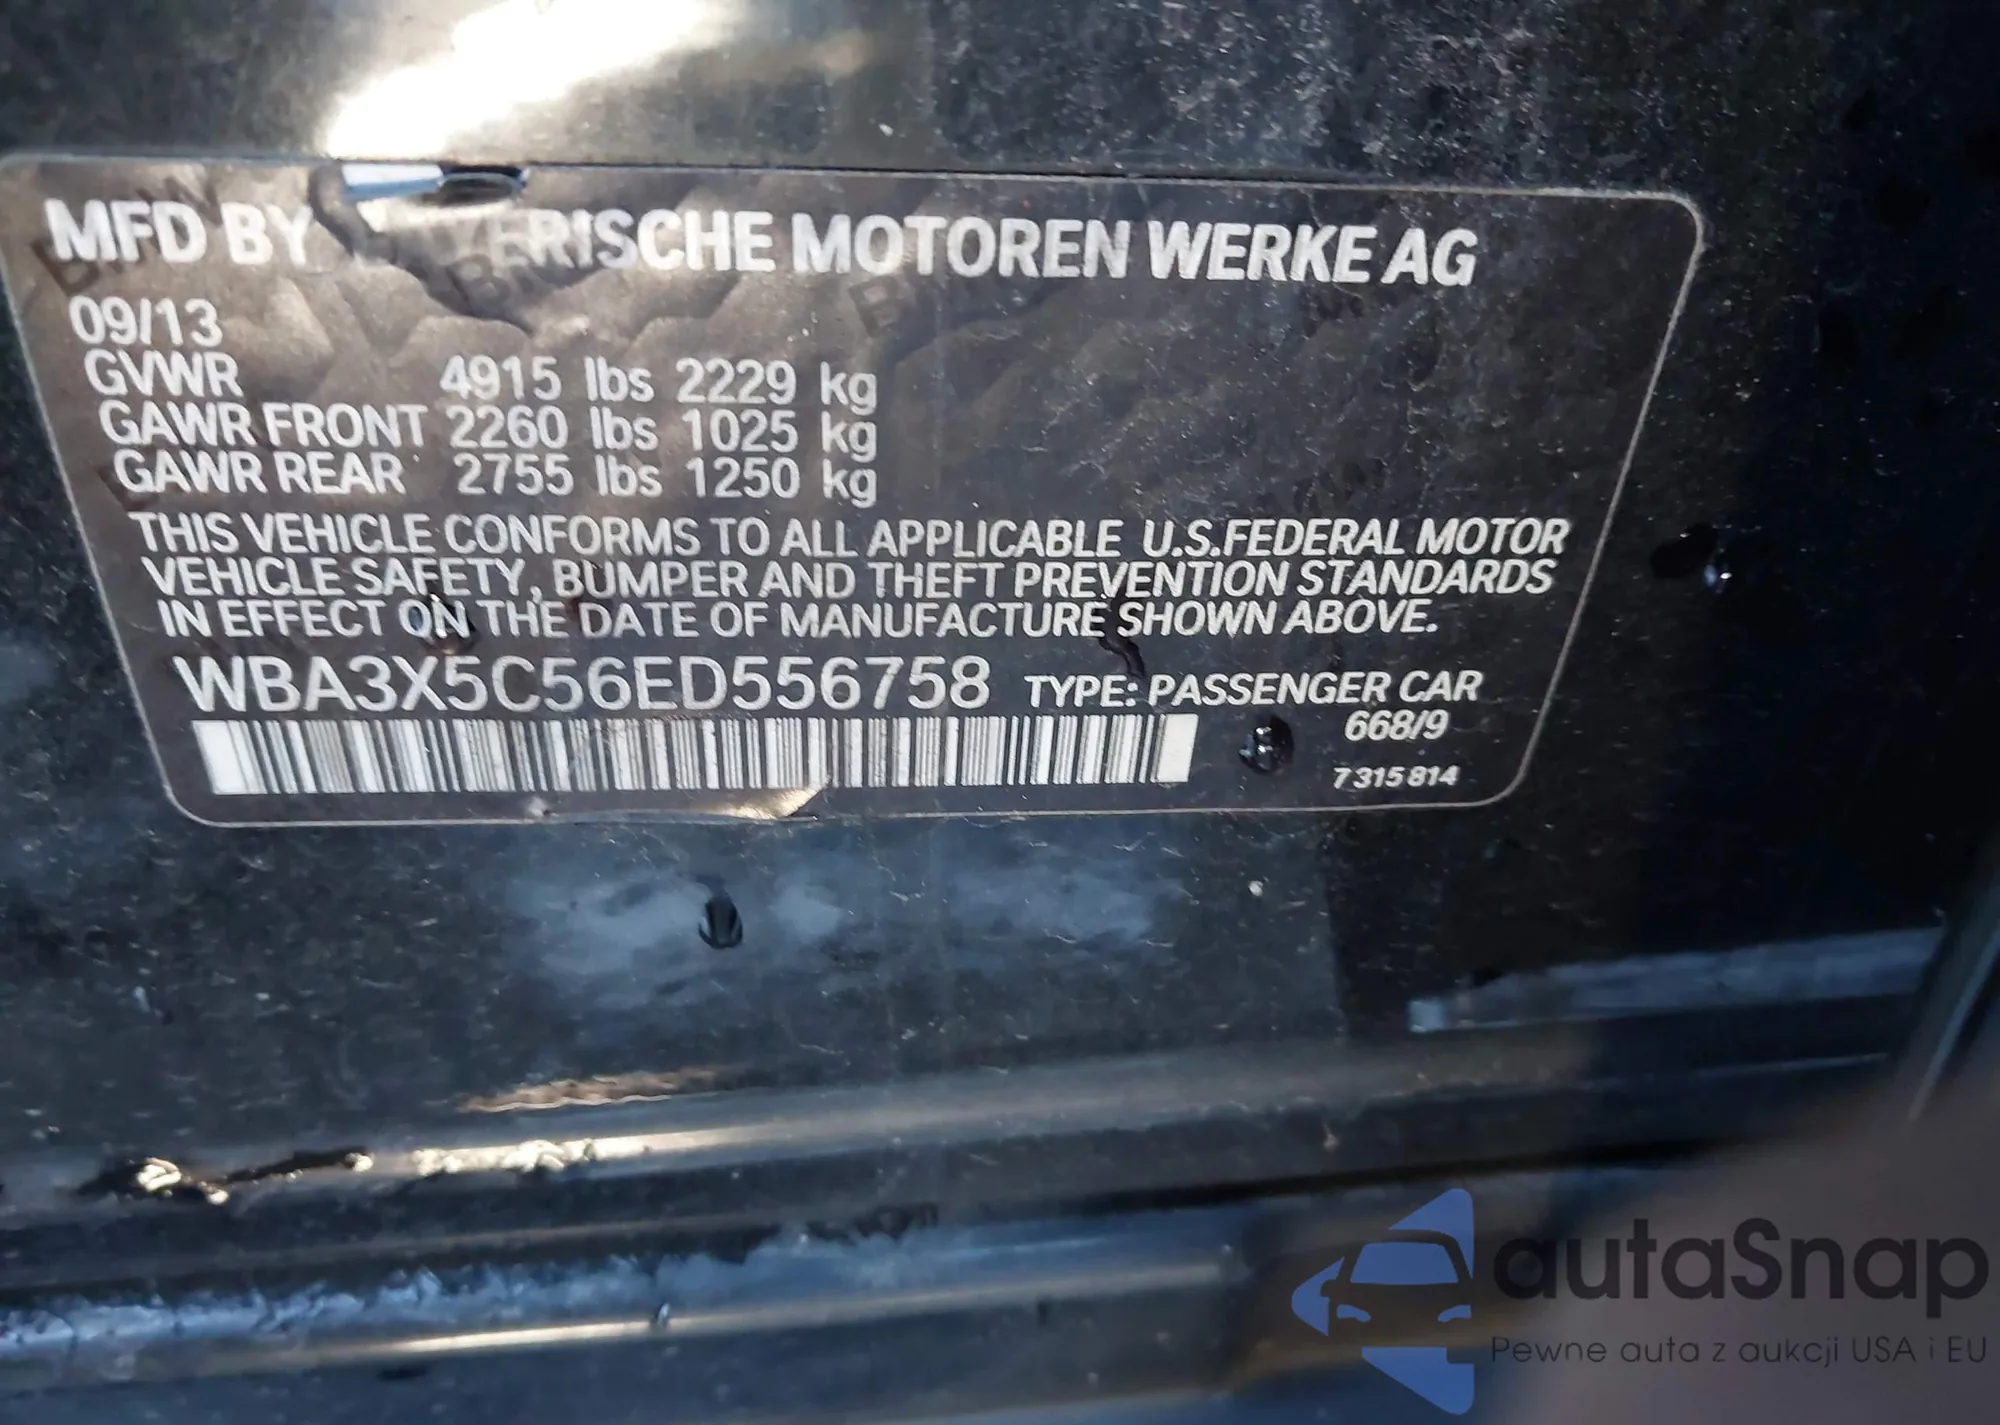 MFD BY BAYERISCHE MOTOREN WERKE AG
09/13
GVWR 4915 lbs 2229 kg
GAWR FRONT 2260 lbs 1025 kg
GAWR REAR 2755 lbs 1250 kg
THIS VEHICLE CONFORMS TO ALL APPLICABLE U.S.FEDERAL MOTOR
VEHICLE SAFETY, BUMPER AND THEFT PREVENTION STANDARDS
IN EFFECT ON THE DATE OF MANUFACTURE SHOWN ABOVE.
WBA3X5C56ED556758 TYPE: PASSENGER CAR
668/9
7 315 814
autaSnap
Pewne auta z aukcji USA i EU